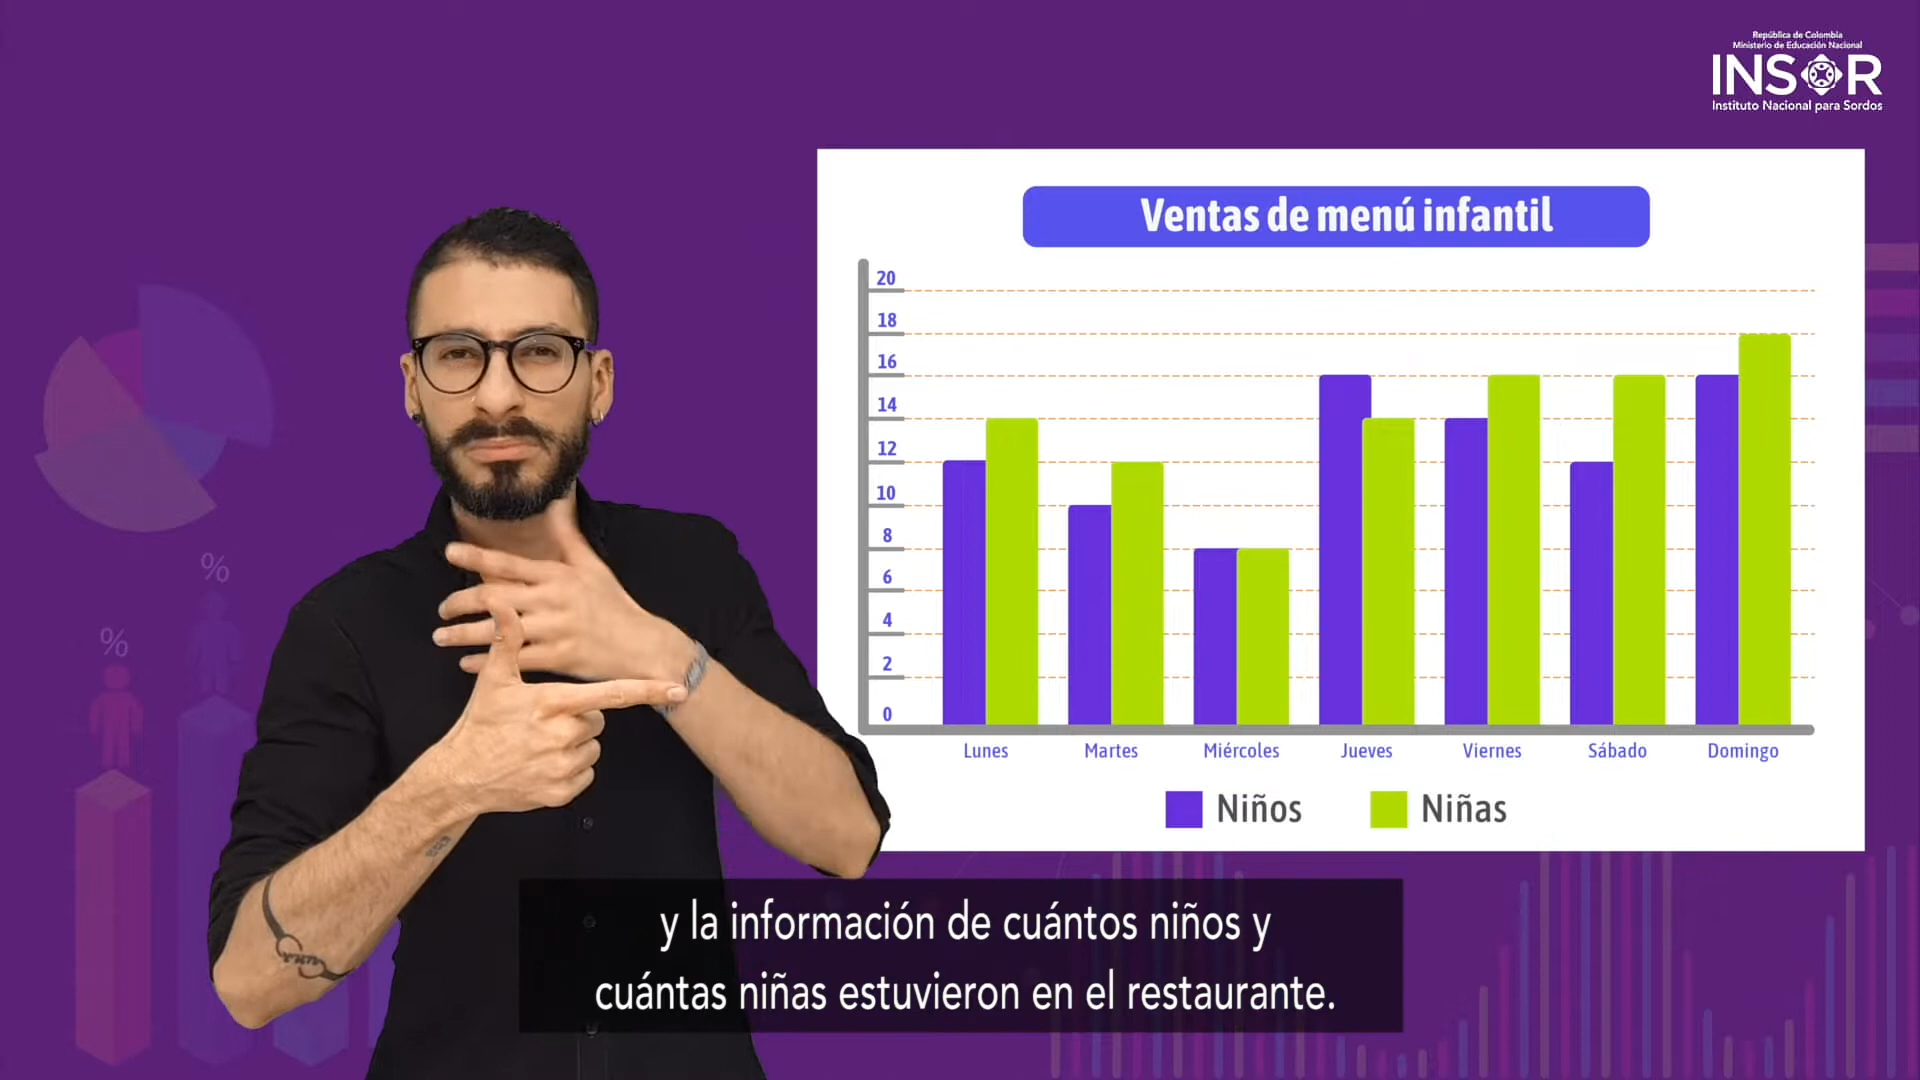 República de Colombia
Ministerio de Educación Nacional
INSOR
Instituto Nacional para Sordos
Ventas de menú infantil
20
18
16
14
12
10
8
6
4
2
0
Lunes Martes Miércoles Jueves Viernes Sábado Domingo
Niños Niñas
%
%
y la información de cuántos niños y
cuántas niñas estuvieron en el restaurante.